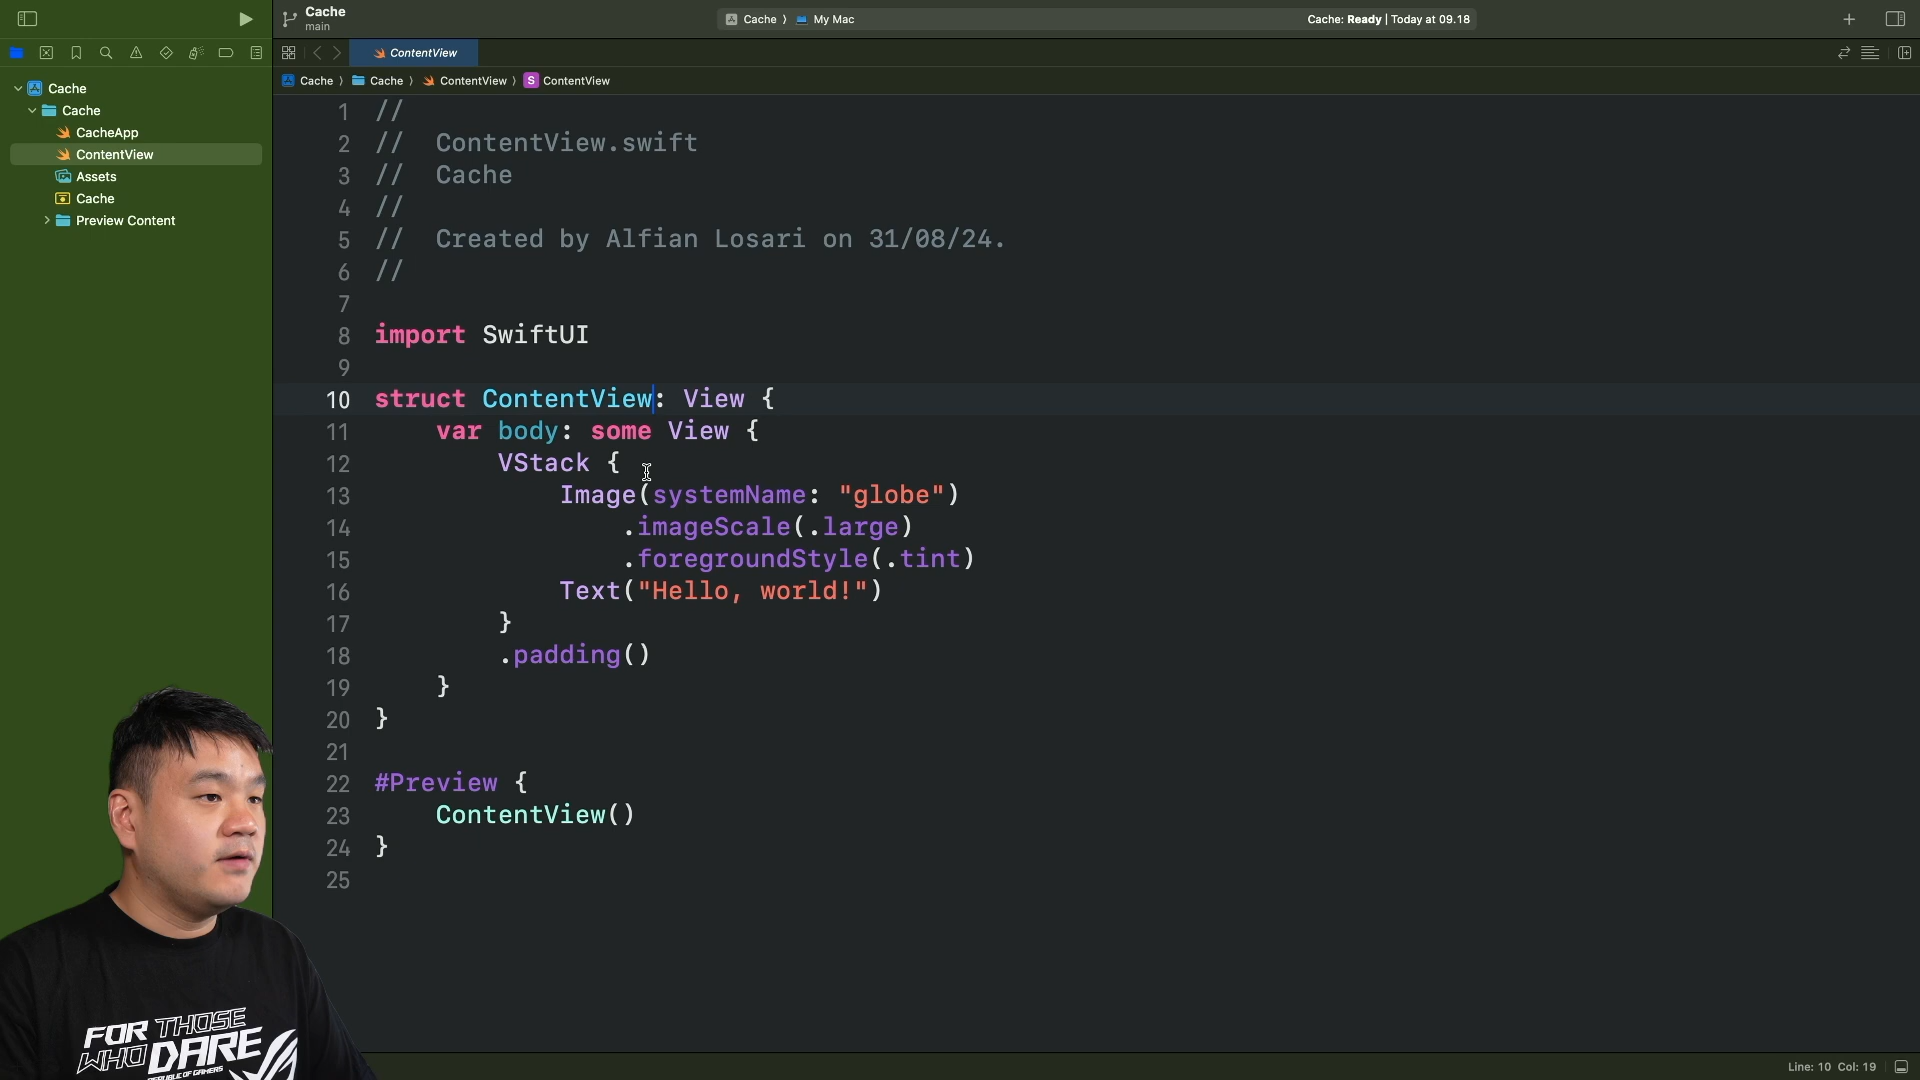 Cache
main
Cache 〉 My Mac
Cache: Ready | Today at 09.18
ContentView
Cache 〉 Cache 〉 ContentView 〉 S ContentView
Cache
Cache
CacheApp
ContentView
Assets
Cache
Preview Content
1 //
2 //  ContentView.swift
3 //  Cache
4 //
5 //  Created by Alfian Losari on 31/08/24.
6 //
7
8 import SwiftUI
9
10 struct ContentView: View {
11     var body: some View {
12         VStack {
13             Image(systemName: "globe")
14                 .imageScale(.large)
15                 .foregroundStyle(.tint)
16             Text("Hello, world!")
17         }
18         .padding()
19     }
20 }
21
22 #Preview {
23     ContentView()
24 }
25
FOR THOSE
WHO DARE
REPUBLIC OF GAMERS
Line: 10 Col: 19